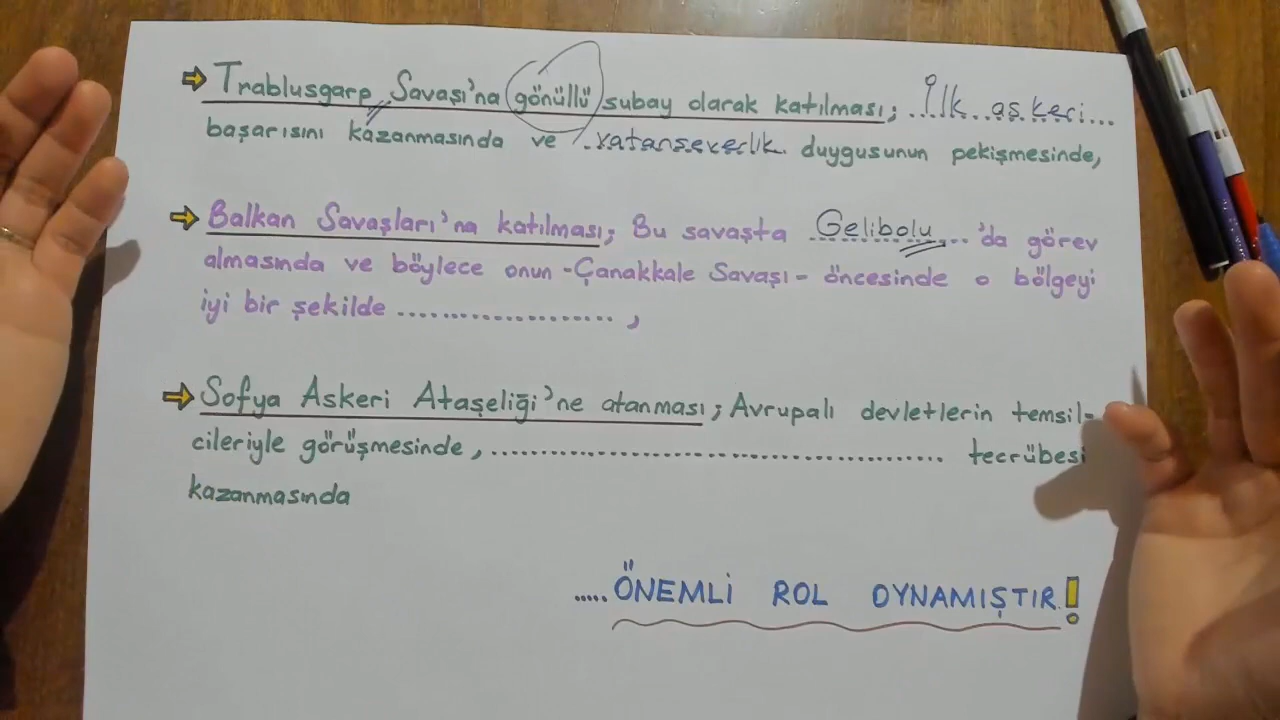 ⇨ Trablusgarp Savaşı'na gönüllü subay olarak katılması; ..İlk..askeri...
başarısını kazanmasında ve ..vatanseverlik.. duygusunun pekişmesinde,
⇨ Balkan Savaşları'na katılması; Bu savaşta ..Gelibolu....'da görev
almasında ve böylece onun -Çanakkale Savaşı- öncesinde o bölgeyi
iyi bir şekilde ...................... ,
⇨ Sofya Askeri Ataşeliği'ne atanması; Avrupalı devletlerin temsil-
cileriyle görüşmesinde, ............................................. tecrübesi
kazanmasında
..... ÖNEMLİ ROL OYNAMIŞTIR!